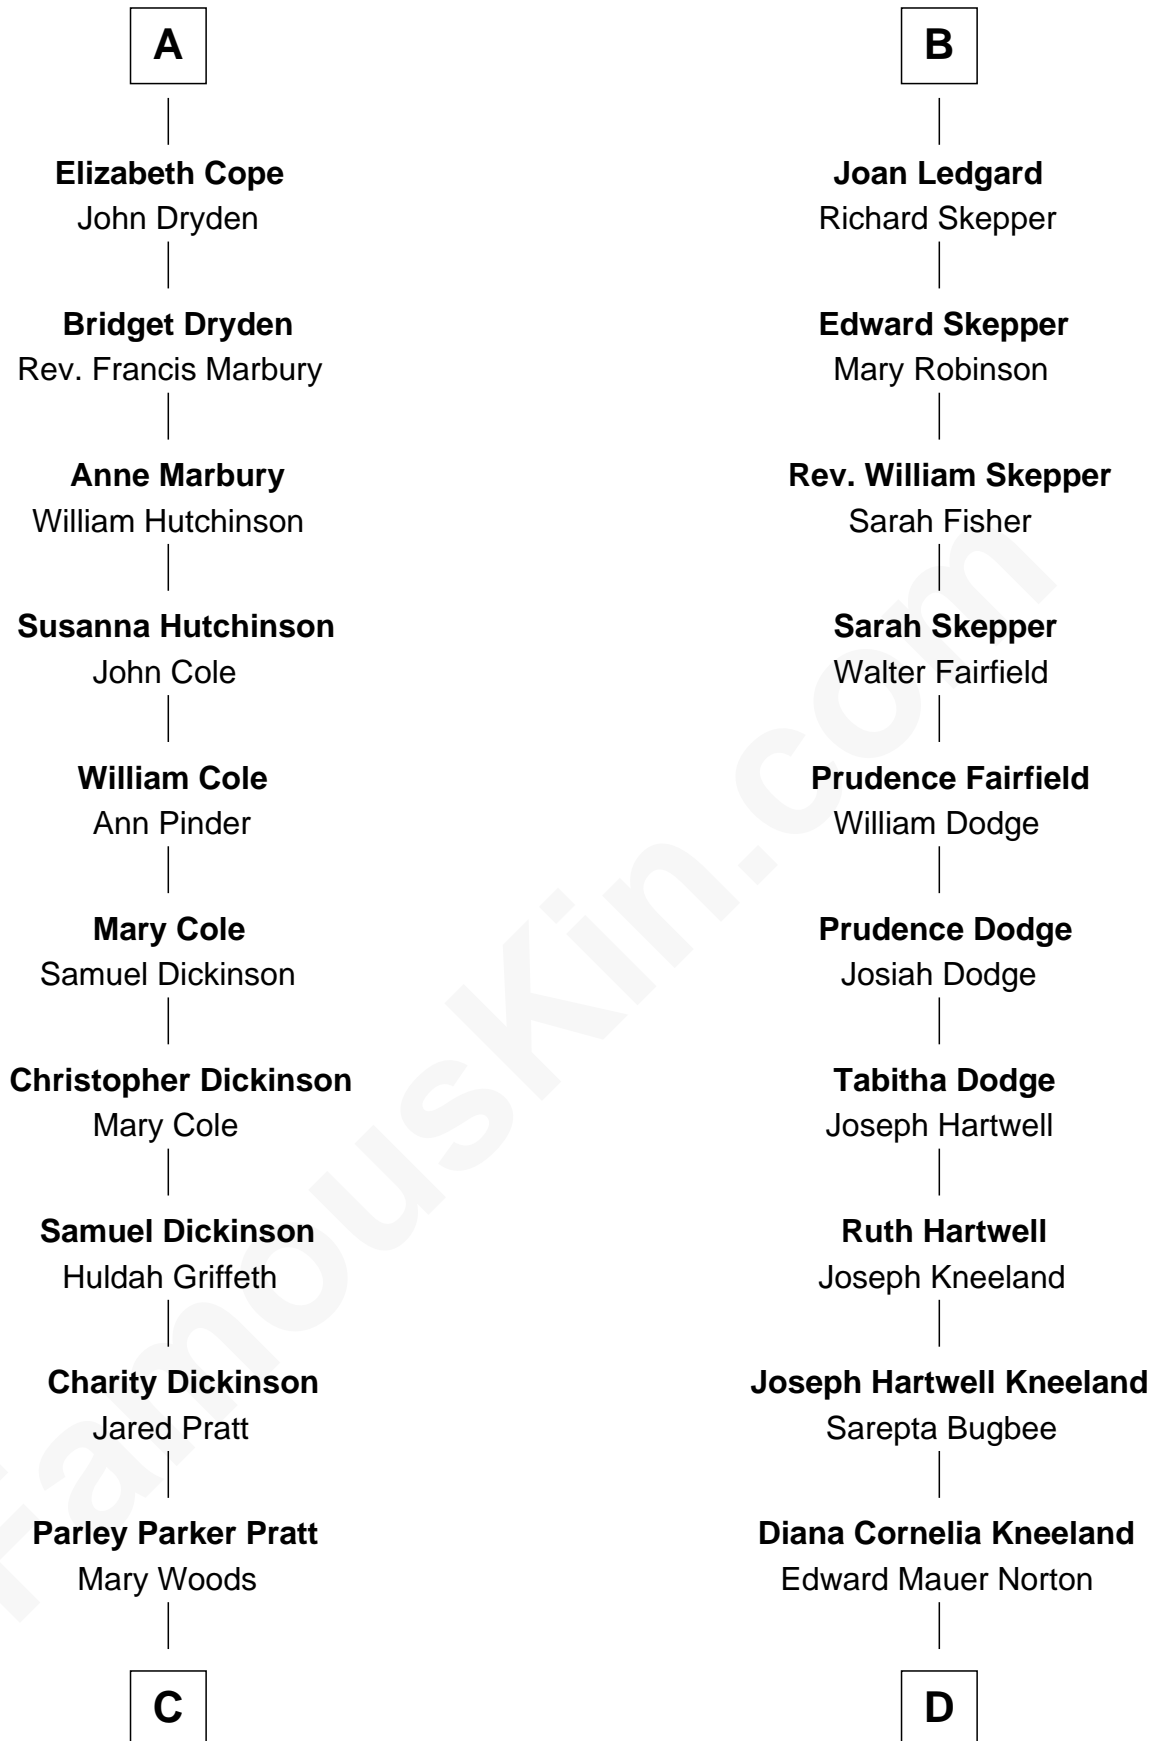 A
Elizabeth Cope
John Dryden
Bridget Dryden
Rev. Francis Marbury
Anne Marbury
William Hutchinson
Susanna Hutchinson
John Cole
William Cole
Ann Pinder
Mary Cole
Samuel Dickinson
Christopher Dickinson
Mary Cole
Samuel Dickinson
Huldah Griffeth
Charity Dickinson
Jared Pratt
Parley Parker Pratt
Mary Woods
C
B
Joan Ledgard
Richard Skepper
Edward Skepper
Mary Robinson
Rev. William Skepper
Sarah Fisher
Sarah Skepper
Walter Fairfield
Prudence Fairfield
William Dodge
Prudence Dodge
Josiah Dodge
Tabitha Dodge
Joseph Hartwell
Ruth Hartwell
Joseph Kneeland
Joseph Hartwell Kneeland
Sarepta Bugbee
Diana Cornelia Kneeland
Edward Mauer Norton
D
FamousKin.com